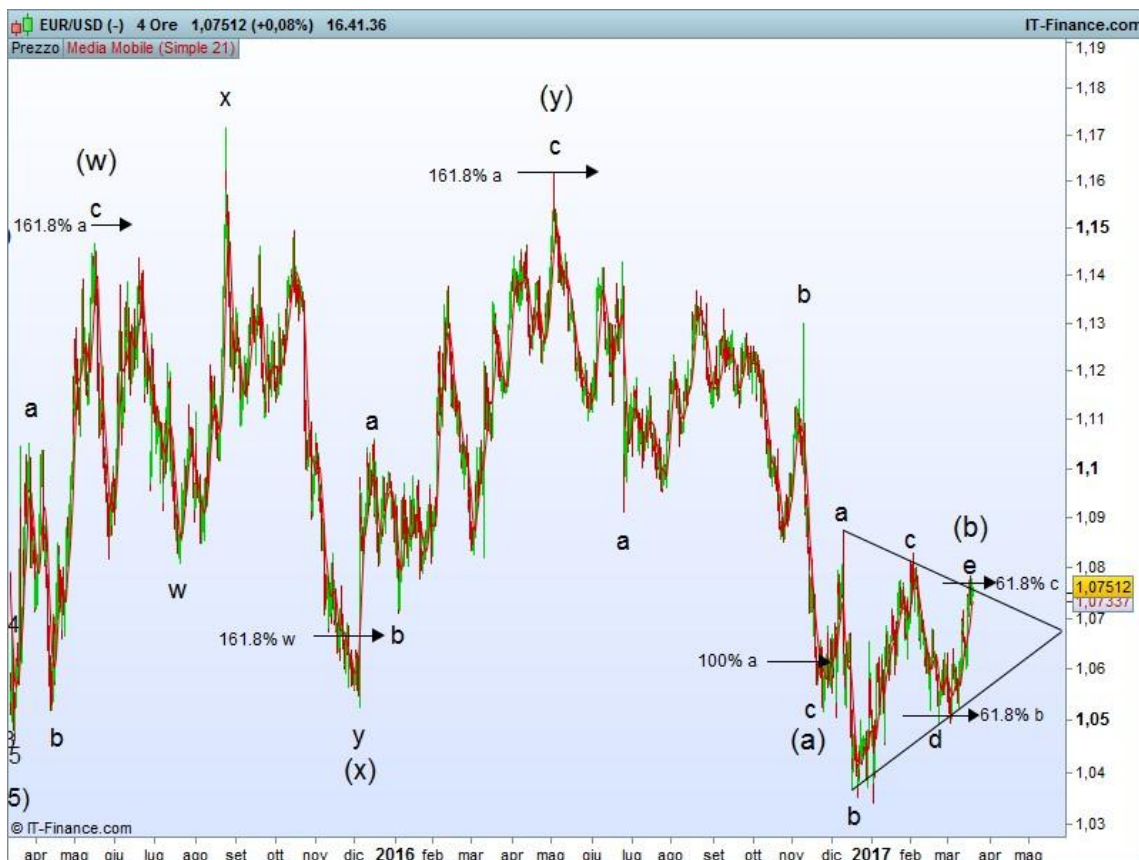 EUR/USD (-) 4 Ore 1,07512 (+0,08%) 16.41.36 IT-Finance.com
Prezzo Media Mobile (Simple 21)
1,19
1,18
x
(y)
1,17
(w)
c
161.8% a
1,16
c
161.8% a
1,15
1,14
b
1,13
1,12
a
a
1,11
1,1
a
a
1,09
c
(b)
1,08
e
61.8% c
1,07512
w
1,07337
1,07
4
161.8% w
b
100% a
1,06
c
61.8% b
1,05
b
y
(a)
d
5
(x)
1,04
5)
b
1,03
© IT-Finance.com
apr mag giu lug ago set ott nov dic 2016 feb mar apr mag giu lug ago set ott nov dic 2017 feb mar apr mag